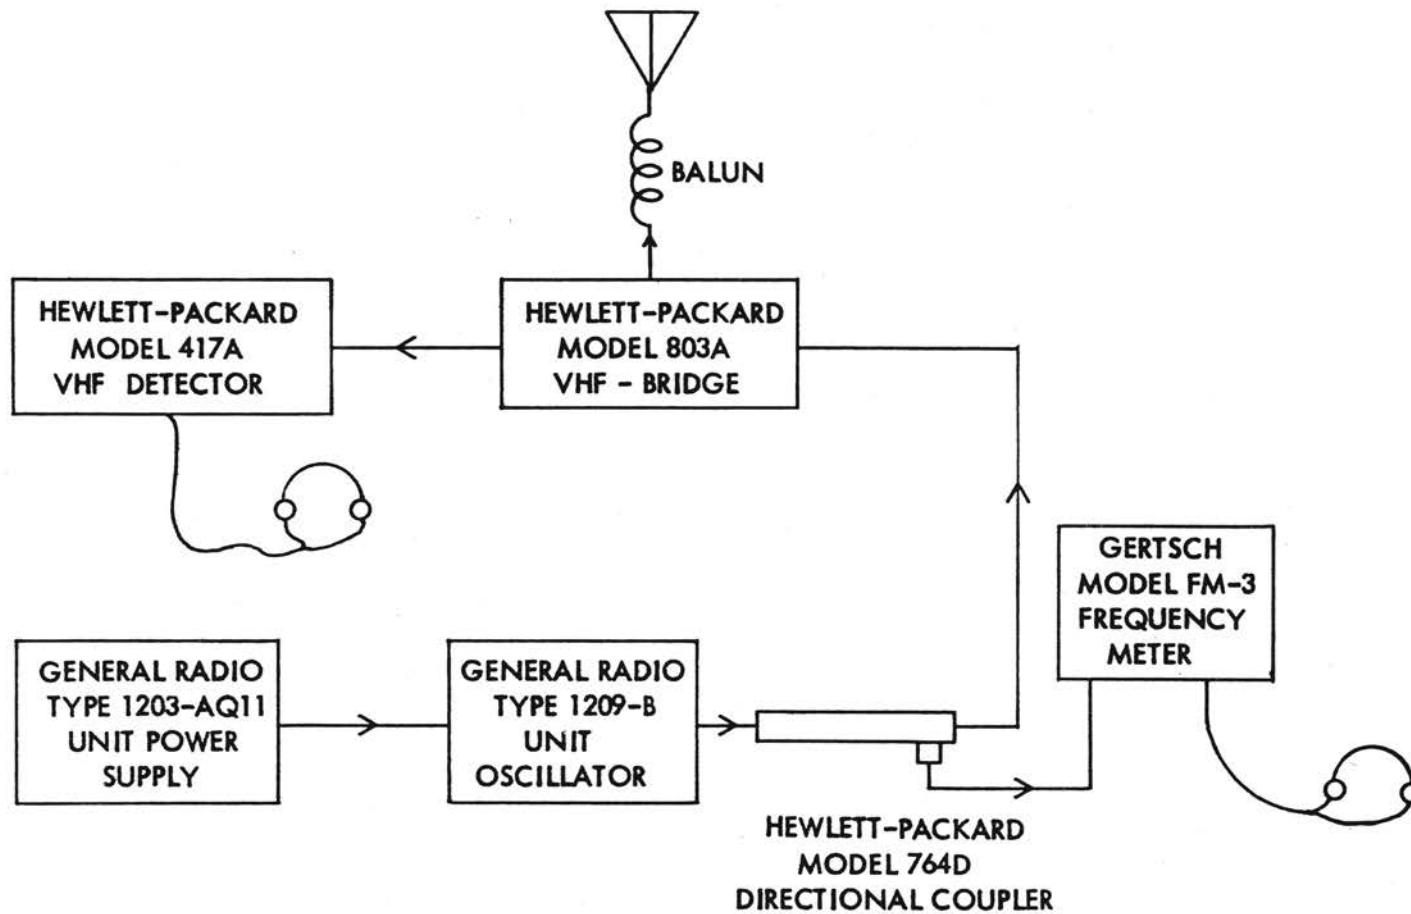 BALUN
HEWLETT-PACKARD
MODEL 417A
VHF DETECTOR
HEWLETT-PACKARD
MODEL 803A
VHF - BRIDGE
GERTSCH
MODEL FM-3
FREQUENCY
METER
GENERAL RADIO
TYPE 1203-AQ11
UNIT POWER
SUPPLY
GENERAL RADIO
TYPE 1209-B
UNIT
OSCILLATOR
HEWLETT-PACKARD
MODEL 764D
DIRECTIONAL COUPLER